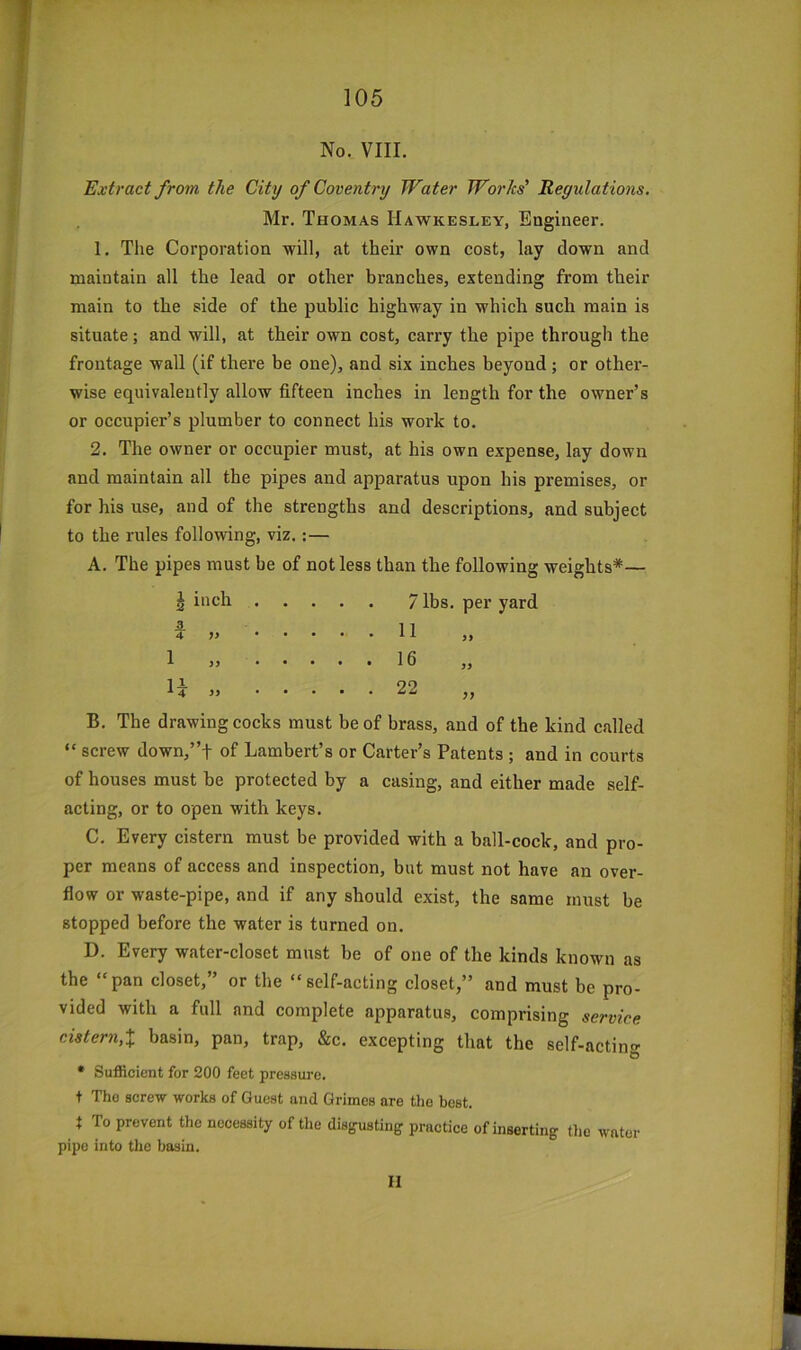 105
No. VIII.
Extract from the City of Coventry Water Works' Regulations.
Mr. Thomas Hawkesley, Engineer.
1. The Corporation will, at their own cost, lay down and
maintain all the lead or other branches, extending from their
main to the side of the public highway in which such main is
situate; and will, at their own cost, carry the pipe through the
frontage wall (if there be one), and six inches beyond; or other-
wise equivalently allow fifteen inches in length for the owner's
or occupier's plumber to connect his work to.
2. The owner or occupier must, at his own expense, lay down
and maintain all the pipes and apparatus upon his premises, or
for his use, and of the strengths and descriptions, and subject
to the rules following, viz.:—
A. The pipes must be of not less than the following weights*—
½ inch . . . . . 7 lbs. per yard
¾ „ . . . . . 11 „
1 „ . . . . . 16 „
1¼ „ . . . . . 22 „
B. The drawing cocks must be of brass, and of the kind called
“ screw down,”† of Lambert's or Carter's Patents; and in courts
of houses must be protected by a casing, and either made self-
acting, or to open with keys.
C. Every cistern must be provided with a ball-cock, and pro-
per means of access and inspection, but must not have an over-
flow or waste-pipe, and if any should exist, the same must be
stopped before the water is turned on.
D. Every water-closet must be of one of the kinds known as
the “pan closet,” or the “self-acting closet,” and must be pro-
vided with a full and complete apparatus, comprising service
cistern,‡ basin, pan, trap, &c. excepting that the self-acting
* Sufficient for 200 feet pressure.
† The screw works of Guest and Grimes are the best.
‡ To prevent the necessity of the disgusting practice of inserting the water
pipe into the basin.
H